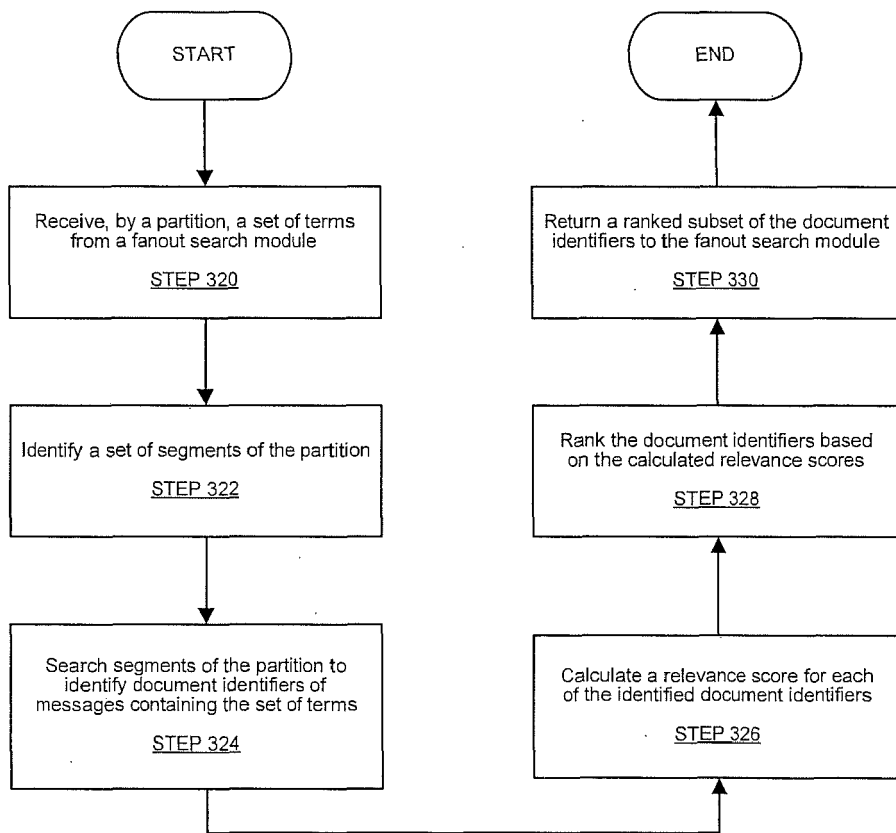 START
Receive, by a partition, a set of terms
from a fanout search module
STEP 320
Identify a set of segments of the partition
STEP 322
Search segments of the partition to
identify document identifiers of
messages containing the set of terms
STEP 324
Calculate a relevance score for each
of the identified document identifiers
STEP 326
Rank the document identifiers based
on the calculated relevance scores
STEP 328
Return a ranked subset of the document
identifiers to the fanout search module
STEP 330
END